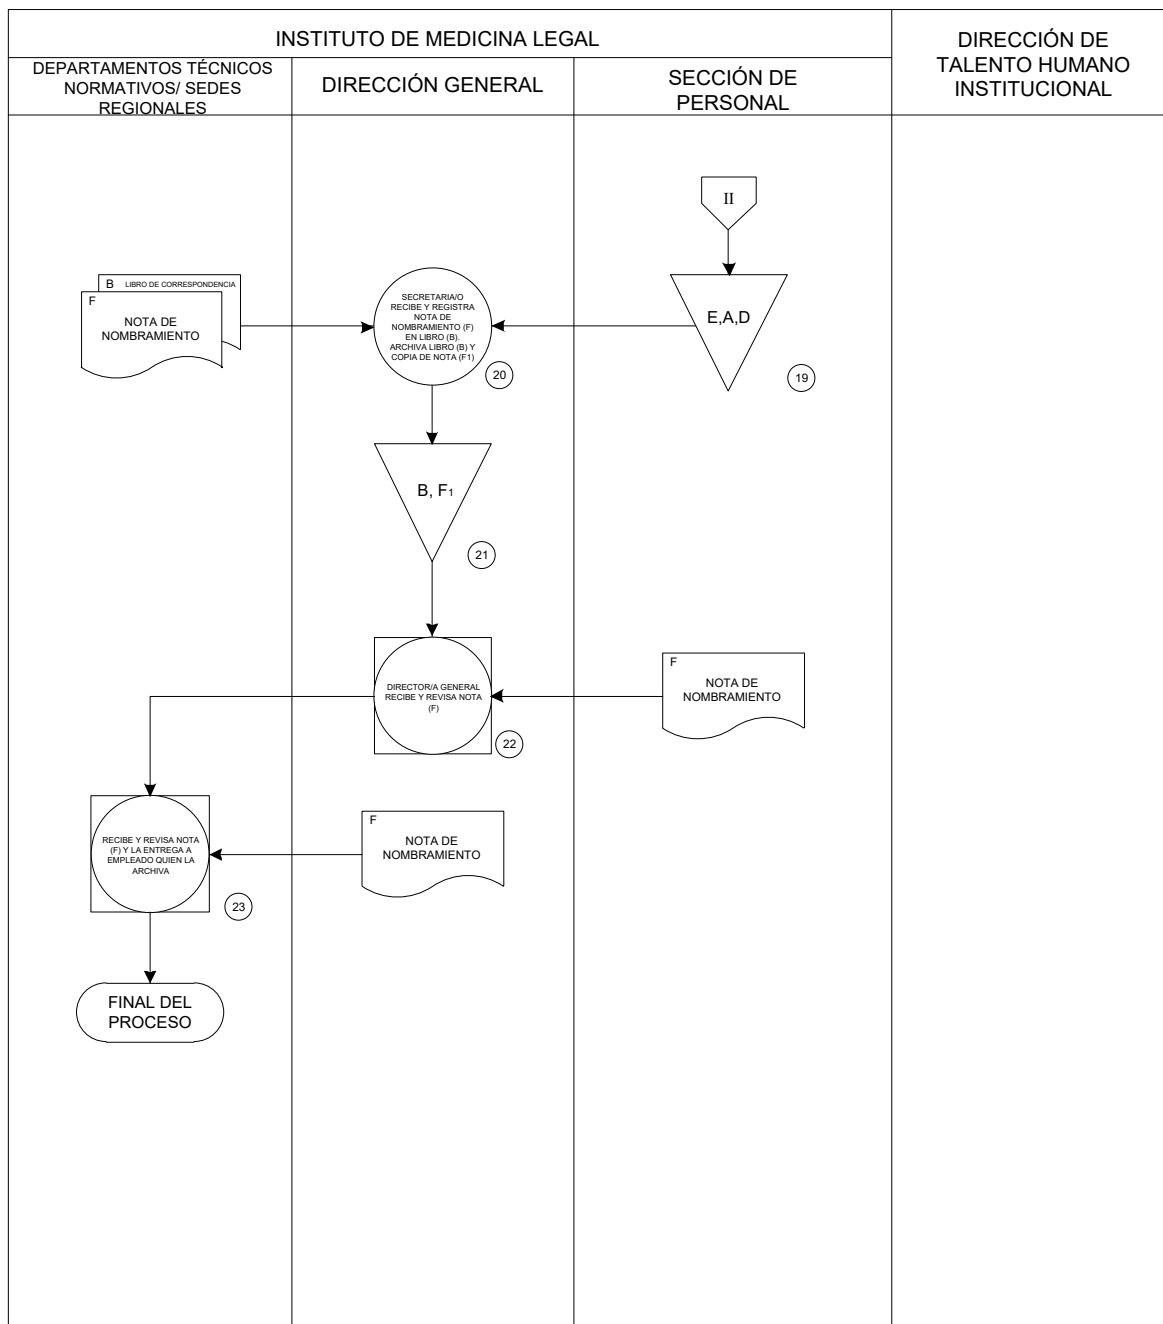 INSTITUTO DE MEDICINA LEGAL
DIRECCIÓN DE
TALENTO HUMANO
INSTITUCIONAL
DEPARTAMENTOS TÉCNICOS
NORMATIVOS/ SEDES
REGIONALES
DIRECCIÓN GENERAL
SECCIÓN DE
PERSONAL
II
B LIBRO DE CORRESPONDENCIA
F
NOTA DE
NOMBRAMIENTO
SECRETARIA/O
RECIBE Y REGISTRA
NOTA DE
NOMBRAMIENTO (F)
EN LIBRO (B).
ARCHIVA LIBRO (B) Y
COPIA DE NOTA (F1)
20
E,A,D
19
B, F1
21
DIRECTOR/A GENERAL
RECIBE Y REVISA NOTA
(F)
22
F
NOTA DE
NOMBRAMIENTO
RECIBE Y REVISA NOTA
(F) Y LA ENTREGA A
EMPLEADO QUIEN LA
ARCHIVA
23
F
NOTA DE
NOMBRAMIENTO
FINAL DEL
PROCESO